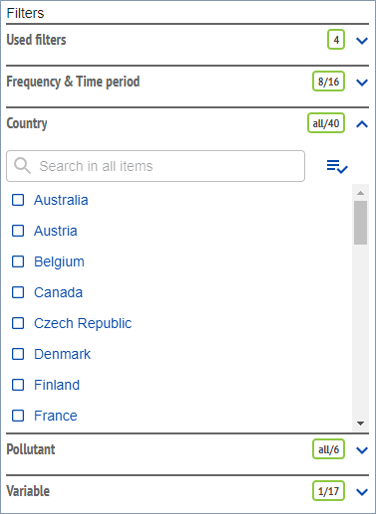 Filters
Used filters 4
Frequency & Time period 8/16
Country all/40
Search in all items
Australia
Austria
Belgium
Canada
Czech Republic
Denmark
Finland
France
Pollutant all/6
Variable 1/17